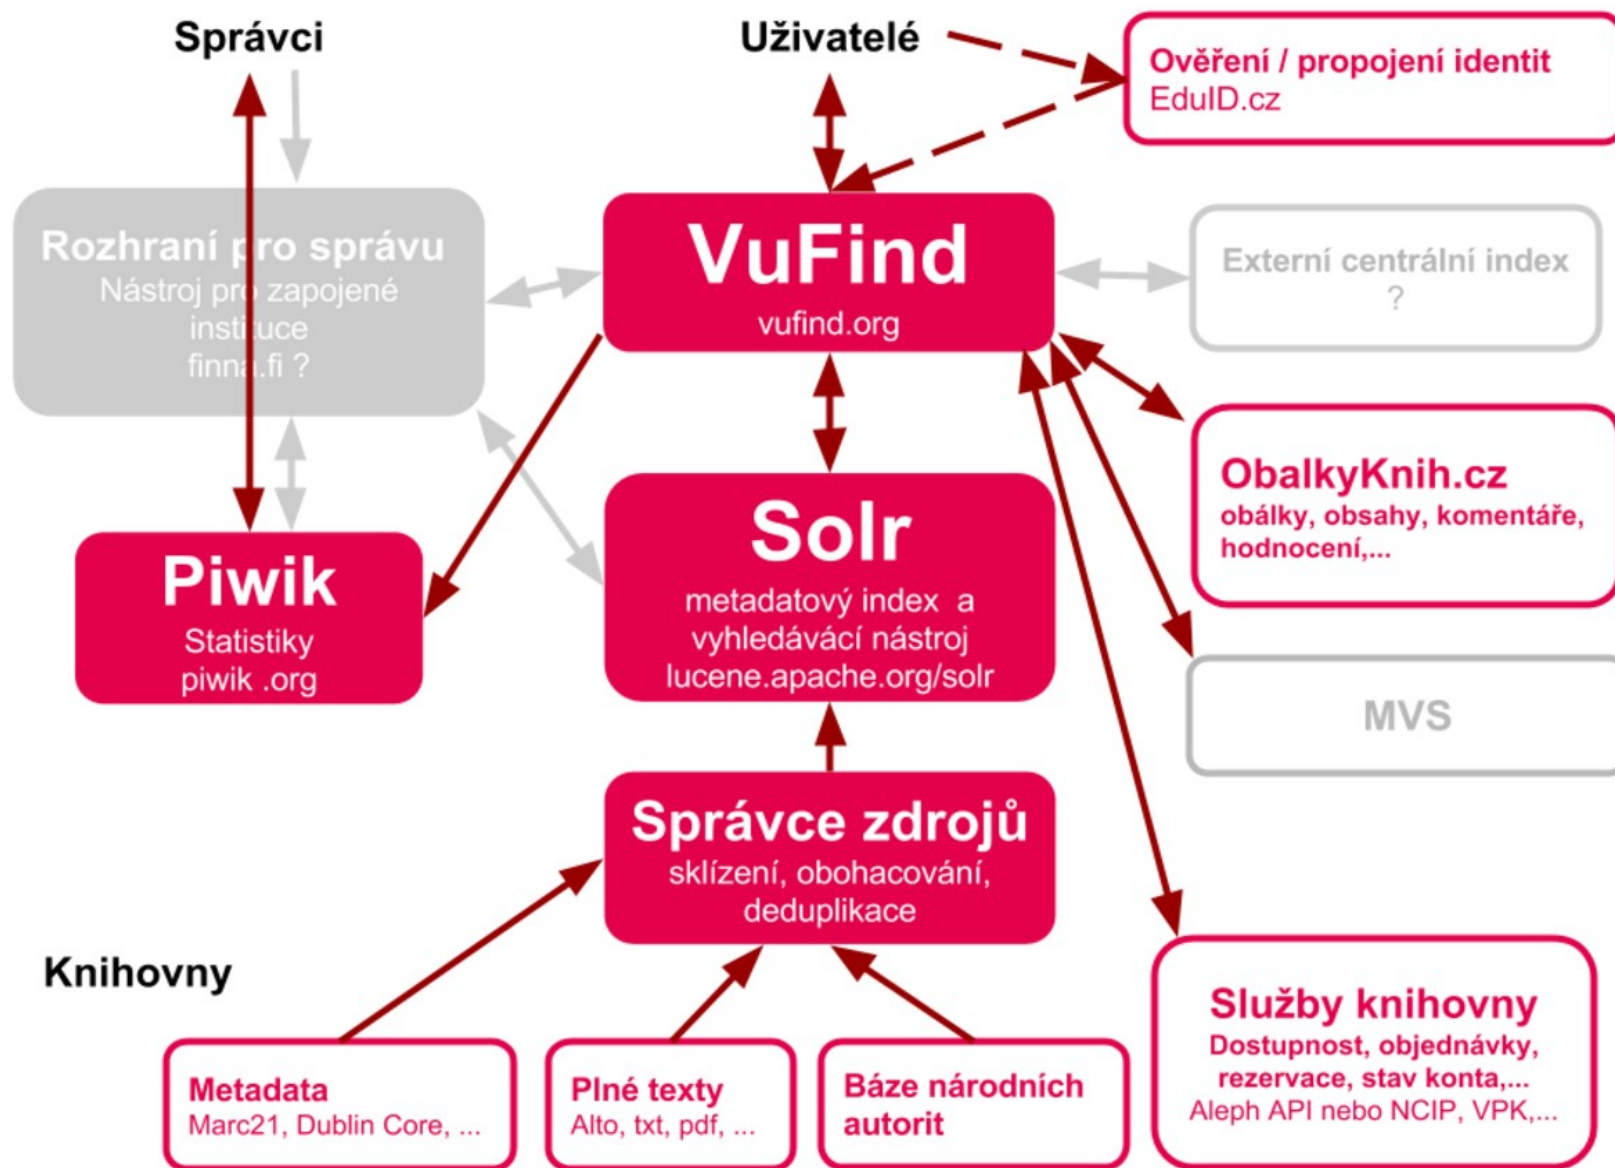 Správci
Uživatelé
Ověření / propojení identit
EduID.cz
Rozhraní pro správu
Nástroj pro zapojené
instituce
finna.fi ?
VuFind
vufind.org
Externí centrální index
?
ObalkyKnih.cz
obálky, obsahy, komentáře,
hodnocení,...
Piwik
Statistiky
piwik .org
Solr
metadatový index a
vyhledávácí nástroj
lucene.apache.org/solr
MVS
Správce zdrojů
sklízení, obohacování,
deduplikace
Knihovny
Služby knihovny
Dostupnost, objednávky,
rezervace, stav konta,...
Aleph API nebo NCIP, VPK,...
Metadata
Marc21, Dublin Core, ...
Plné texty
Alto, txt, pdf, ...
Báze národních
autorit